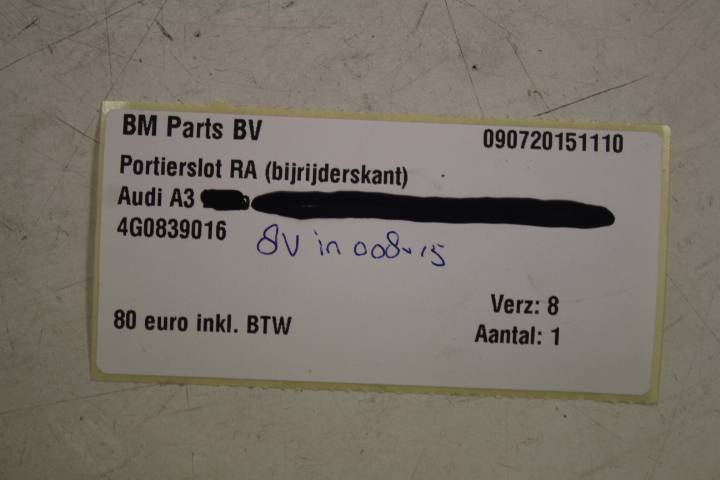 BM Parts BV 090720151110
Portierslot RA (bijrijderskant)
Audi A3
4G0839016
8V in 008-15
80 euro inkl. BTW
Verz: 8
Aantal: 1